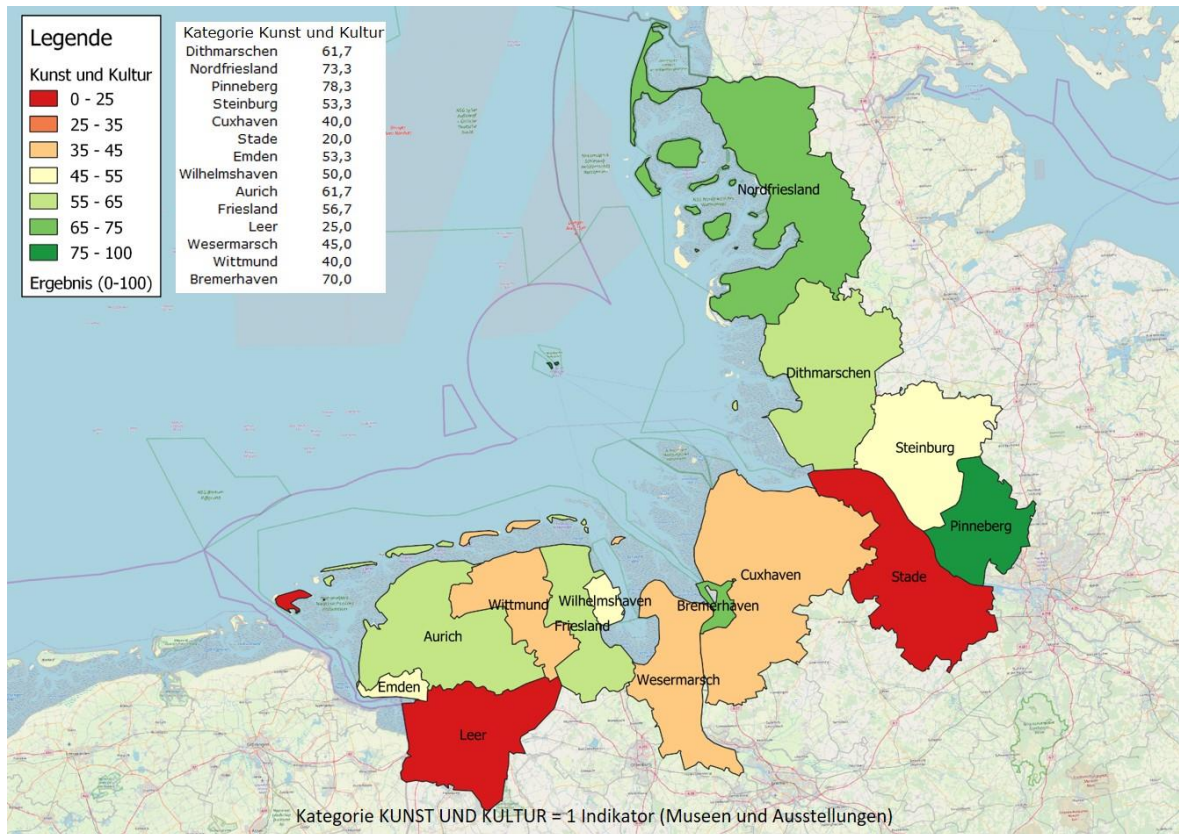 Legende
Kunst und Kultur
0 - 25
25 - 35
35 - 45
45 - 55
55 - 65
65 - 75
75 - 100
Ergebnis (0-100)
Kategorie Kunst und Kultur
Dithmarschen 61,7
Nordfriesland 73,3
Pinneberg 78,3
Steinburg 53,3
Cuxhaven 40,0
Stade 20,0
Emden 53,3
Wilhelmshaven 50,0
Aurich 61,7
Friesland 56,7
Leer 25,0
Wesermarsch 45,0
Wittmund 40,0
Bremerhaven 70,0
Nordfriesland
Dithmarschen
Steinburg
Pinneberg
Cuxhaven
Stade
Bremerhaven
Wilhelmshaven
Wittmund
Friesland
Aurich
Wesermarsch
Emden
Leer
Kategorie KUNST UND KULTUR = 1 Indikator (Museen und Ausstellungen)